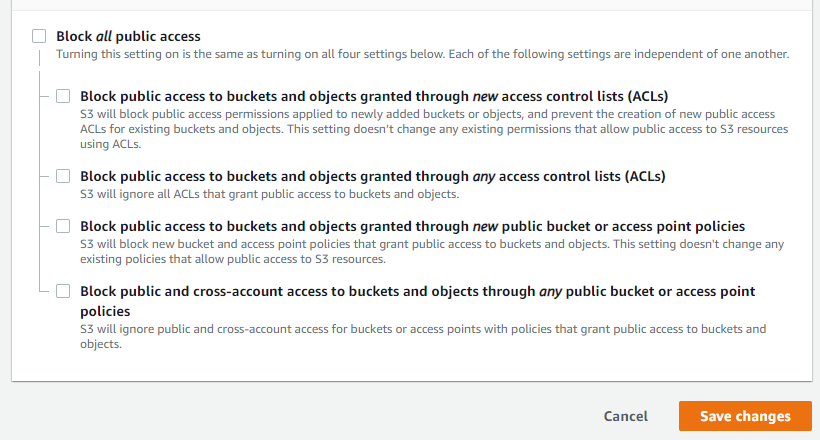 Block all public access
Turning this setting on is the same as turning on all four settings below. Each of the following settings are independent of one another.
Block public access to buckets and objects granted through new access control lists (ACLs)
S3 will block public access permissions applied to newly added buckets or objects, and prevent the creation of new public access
ACLs for existing buckets and objects. This setting doesn't change any existing permissions that allow public access to S3 resources
using ACLs.
Block public access to buckets and objects granted through any access control lists (ACLs)
S3 will ignore all ACLs that grant public access to buckets and objects.
Block public access to buckets and objects granted through new public bucket or access point policies
S3 will block new bucket and access point policies that grant public access to buckets and objects. This setting doesn't change any
existing policies that allow public access to S3 resources.
Block public and cross-account access to buckets and objects through any public bucket or access point
policies
S3 will ignore public and cross-account access for buckets or access points with policies that grant public access to buckets and
objects.
Cancel Save changes